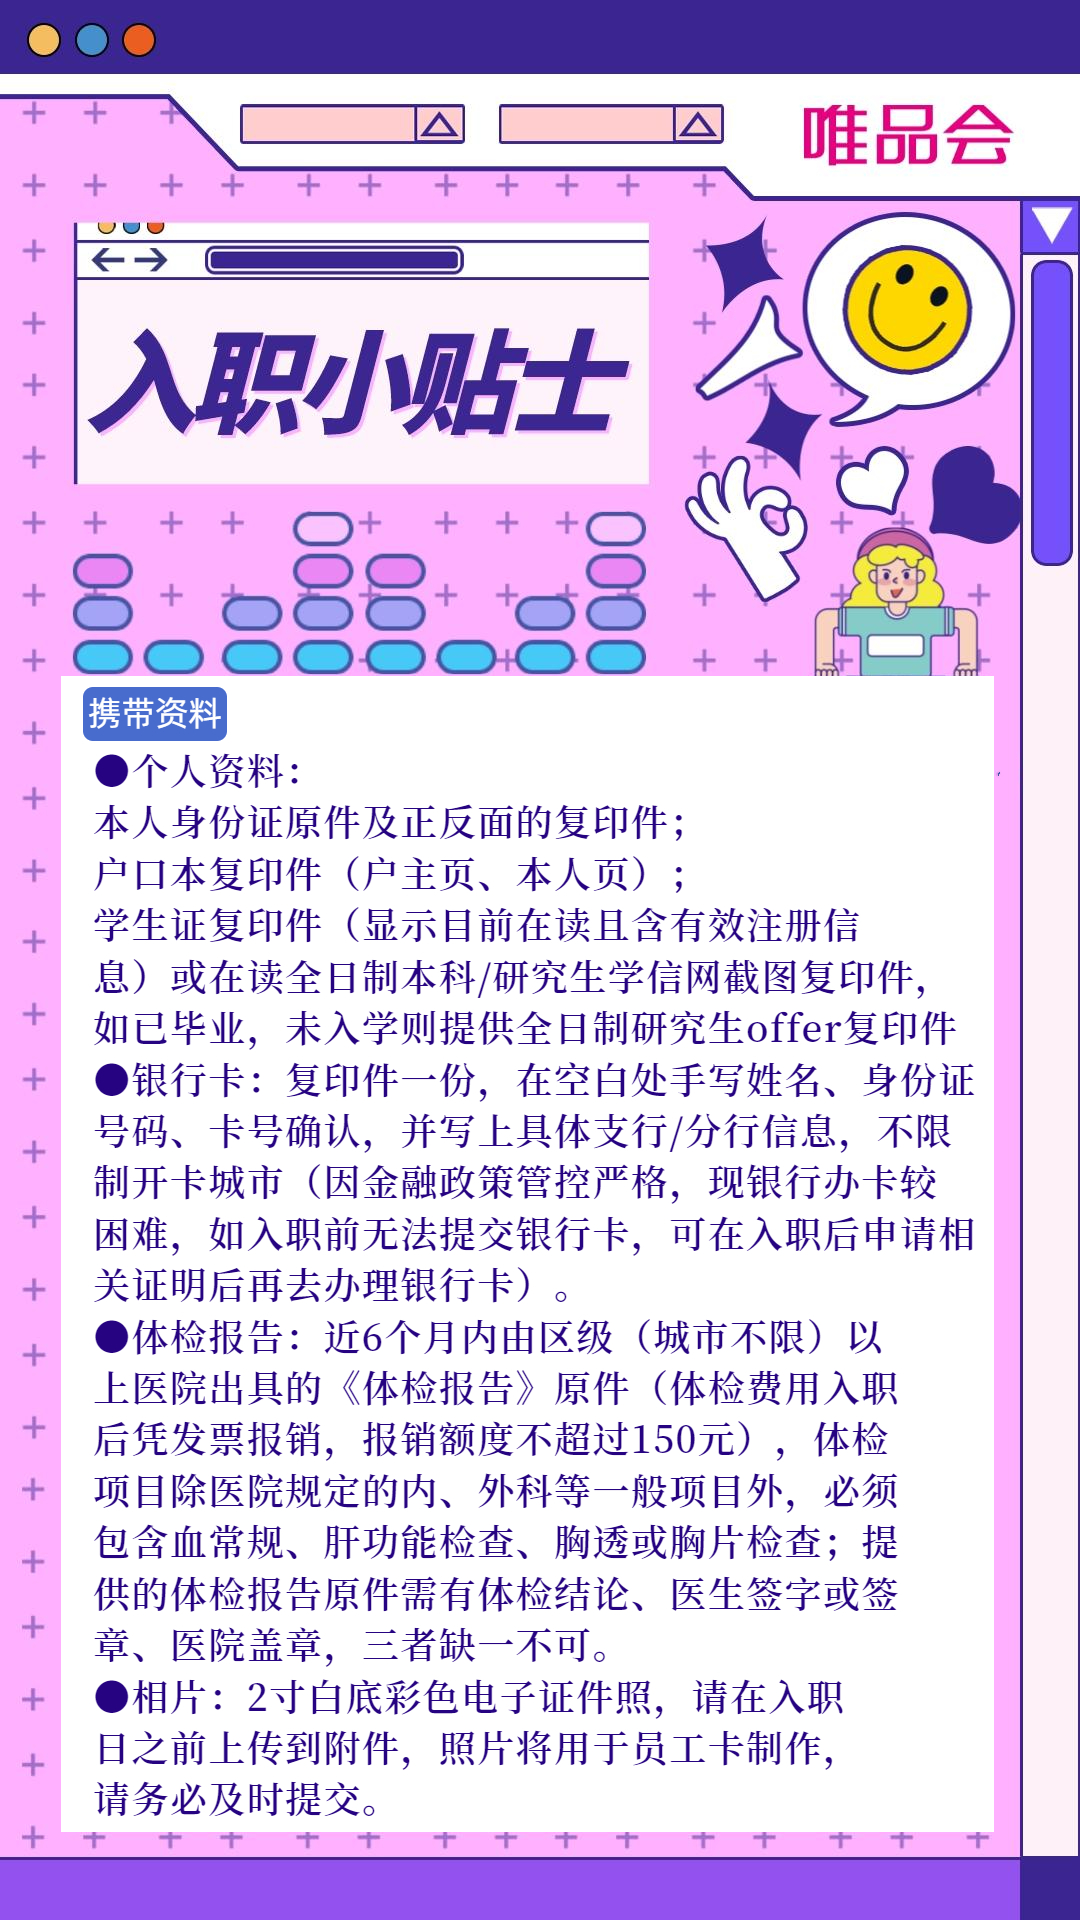 唯品会
入职小贴士
携带资料
●个人资料：
本人身份证原件及正反面的复印件；
户口本复印件（户主页、本人页）；
学生证复印件（显示目前在读且含有效注册信
息）或在读全日制本科/研究生学信网截图复印件，
如已毕业，未入学则提供全日制研究生offer复印件
●银行卡：复印件一份，在空白处手写姓名、身份证
号码、卡号确认，并写上具体支行/分行信息，不限
制开卡城市（因金融政策管控严格，现银行办卡较
困难，如入职前无法提交银行卡，可在入职后申请相
关证明后再去办理银行卡）。
●体检报告：近6个月内由区级（城市不限）以
上医院出具的《体检报告》原件（体检费用入职
后凭发票报销，报销额度不超过150元），体检
项目除医院规定的内、外科等一般项目外，必须
包含血常规、肝功能检查、胸透或胸片检查；提
供的体检报告原件需有体检结论、医生签字或签
章、医院盖章，三者缺一不可。
●相片：2寸白底彩色电子证件照，请在入职
日之前上传到附件，照片将用于员工卡制作，
请务必及时提交。